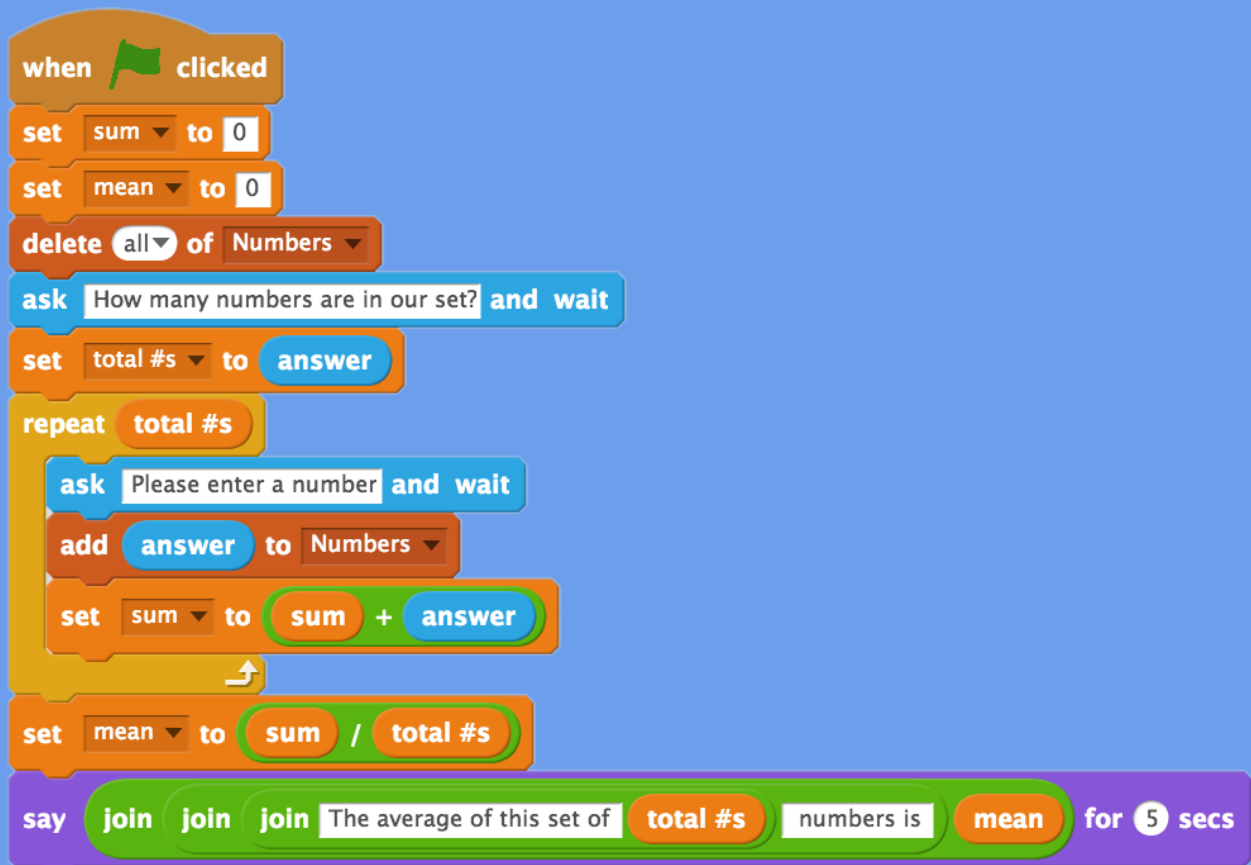 when clicked
set sum to 0
set mean to 0
delete all of Numbers
ask How many numbers are in our set? and wait
set total #s to answer
repeat total #s
ask Please enter a number and wait
add answer to Numbers
set sum to sum + answer
set mean to sum / total #s
say join join join The average of this set of total #s numbers is mean for 5 secs